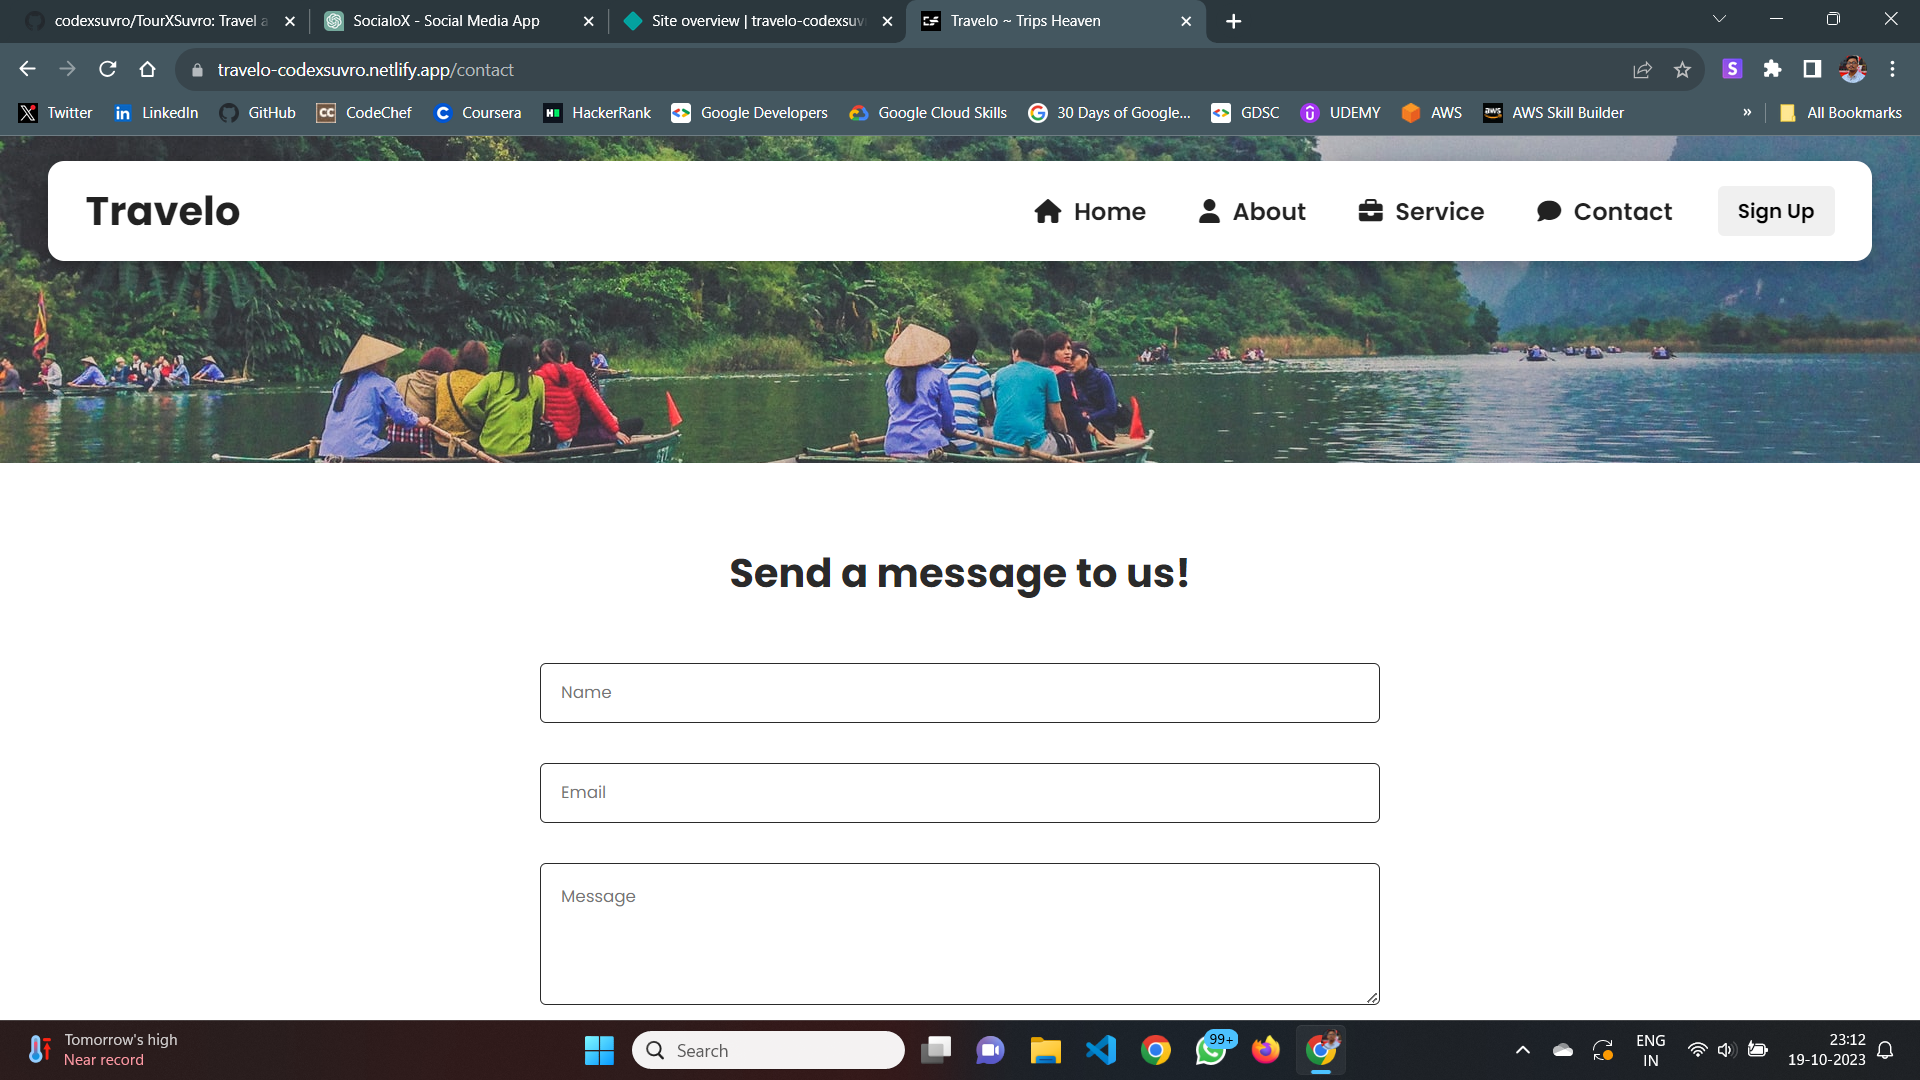 codexsuvro/TourXSuvro: Travel a
SocialoX - Social Media App
Site overview | travelo-codexsuv
Travelo ~ Trips Heaven
travelo-codexsuvro.netlify.app/contact
S
Twitter
in LinkedIn
GitHub
CC CodeChef
C Coursera
H HackerRank
Google Developers
Google Cloud Skills
G 30 Days of Google...
GDSC
U UDEMY
AWS
aws AWS Skill Builder
»
All Bookmarks
Travelo
Home
About
Service
Contact
Sign Up
Send a message to us!
Name
Email
Message
Tomorrow's high
Near record
Search
99+
ENG
IN
23:12
19-10-2023